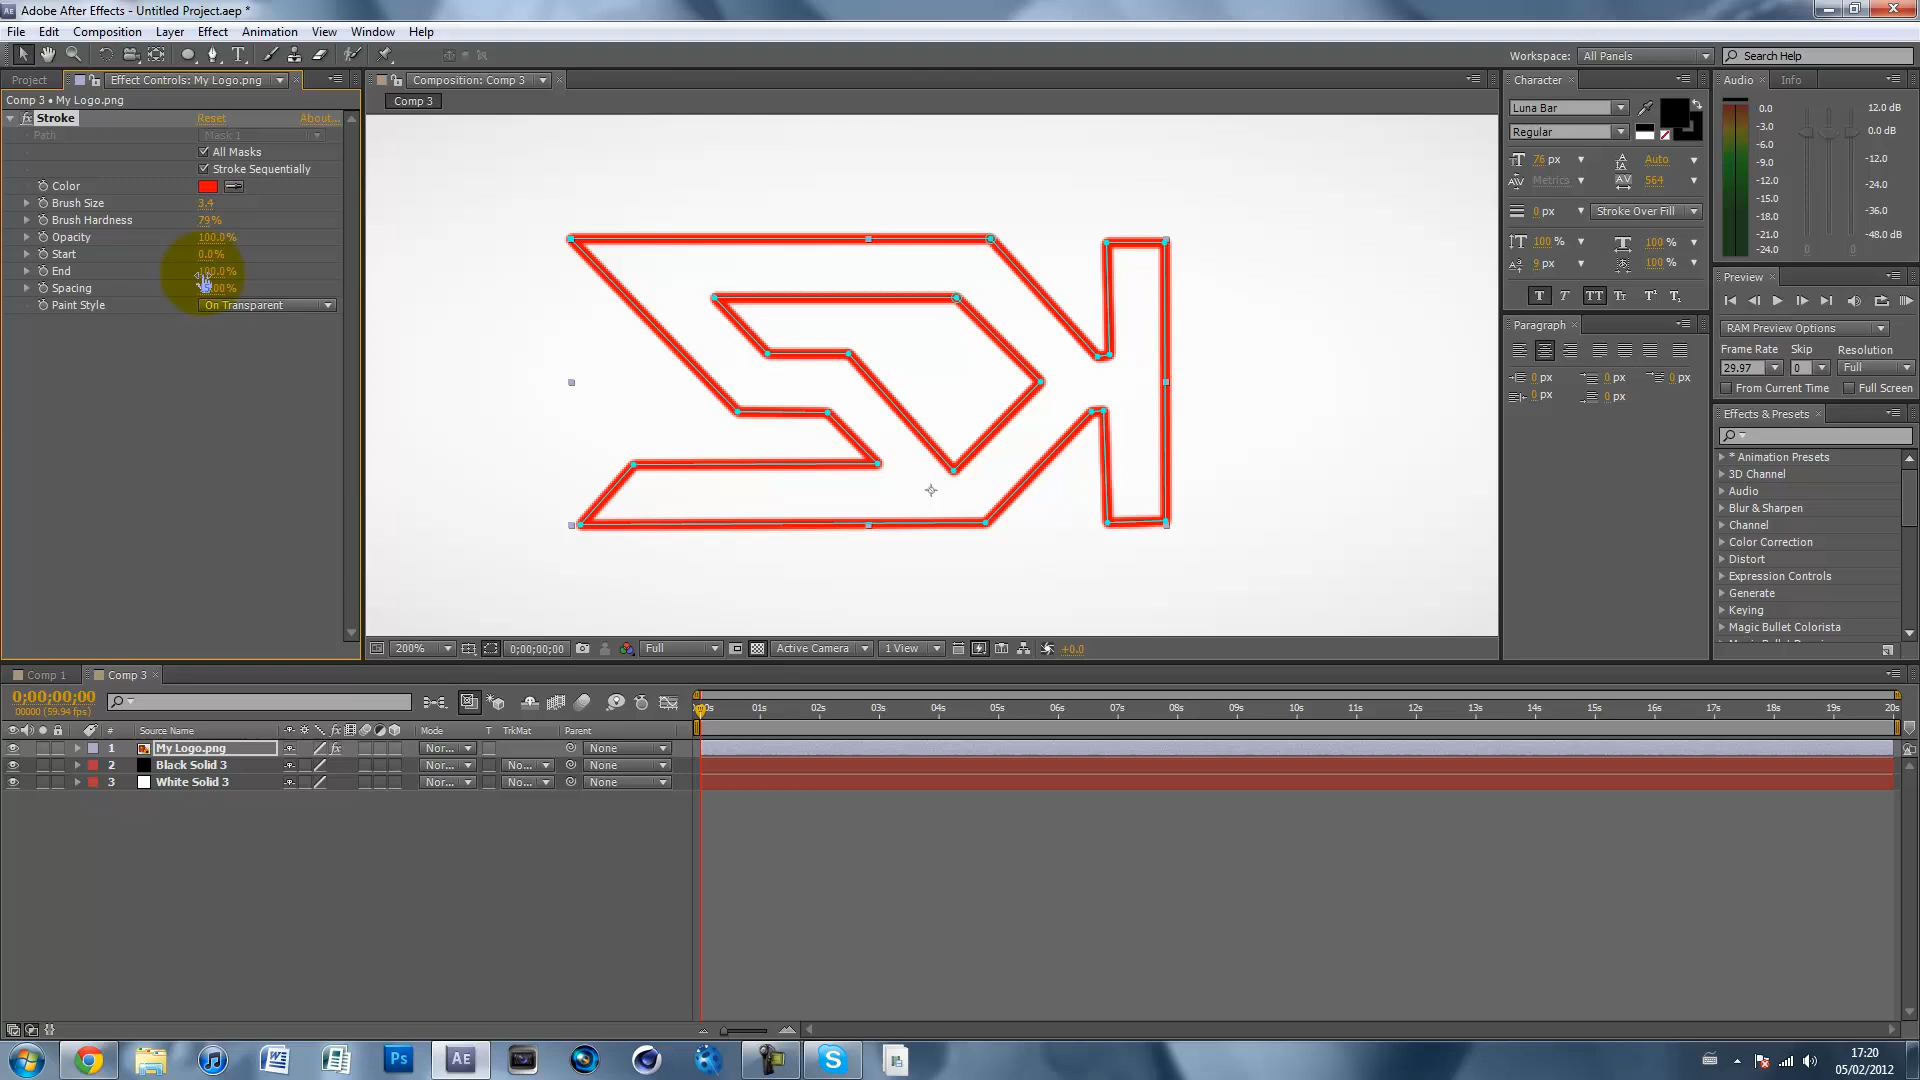 Adobe After Effects - Untitled Project.aep *
File Edit Composition Layer Effect Animation View Window Help
Workspace: All Panels Search Help
Project Effect Controls: My Logo.png Composition: Comp 3 Character Audio Info
Comp 3 • My Logo.png
Comp 3
Stroke Reset About...
Path Mask 1
All Masks
Stroke Sequentially
Color
Brush Size 3.4
Brush Hardness 79%
Opacity 100.0%
Start 0.0%
End 100.0%
Spacing
Paint Style On Transparent
Luna Bar
Regular
76 px Auto
Metrics 564
0 px Stroke Over Fill
100 % 100 %
9 px 100 %
T T TT Tt T¹ T₁
Paragraph
0 px 0 px 0 px
0 px 0 px
0.0 12.0 dB
-3.0 0.0 dB
-6.0
-9.0 -12.0
-12.0 -24.0
-15.0
-18.0 -36.0
-21.0 -48.0 dB
-24.0 0 0
Preview
RAM Preview Options
Frame Rate Skip Resolution
29.97 0 Full
From Current Time Full Screen
Effects & Presets
* Animation Presets
3D Channel
Audio
Blur & Sharpen
Channel
Color Correction
Distort
Expression Controls
Generate
Keying
Magic Bullet Colorista
200% 0;00;00;00 Full Active Camera 1 View +0.0
Comp 1 Comp 3
0;00;00;00
00000 (59.94 fps)
01s 02s 03s 04s 05s 06s 07s 08s 09s 10s 11s 12s 13s 14s 15s 16s 17s 18s 19s 20s
# Source Name fx Mode T TrkMat Parent
1 My Logo.png fx Nor... None
2 Black Solid 3 Nor... No... None
3 White Solid 3 Nor... No... None
Ps AE
17:20
05/02/2012